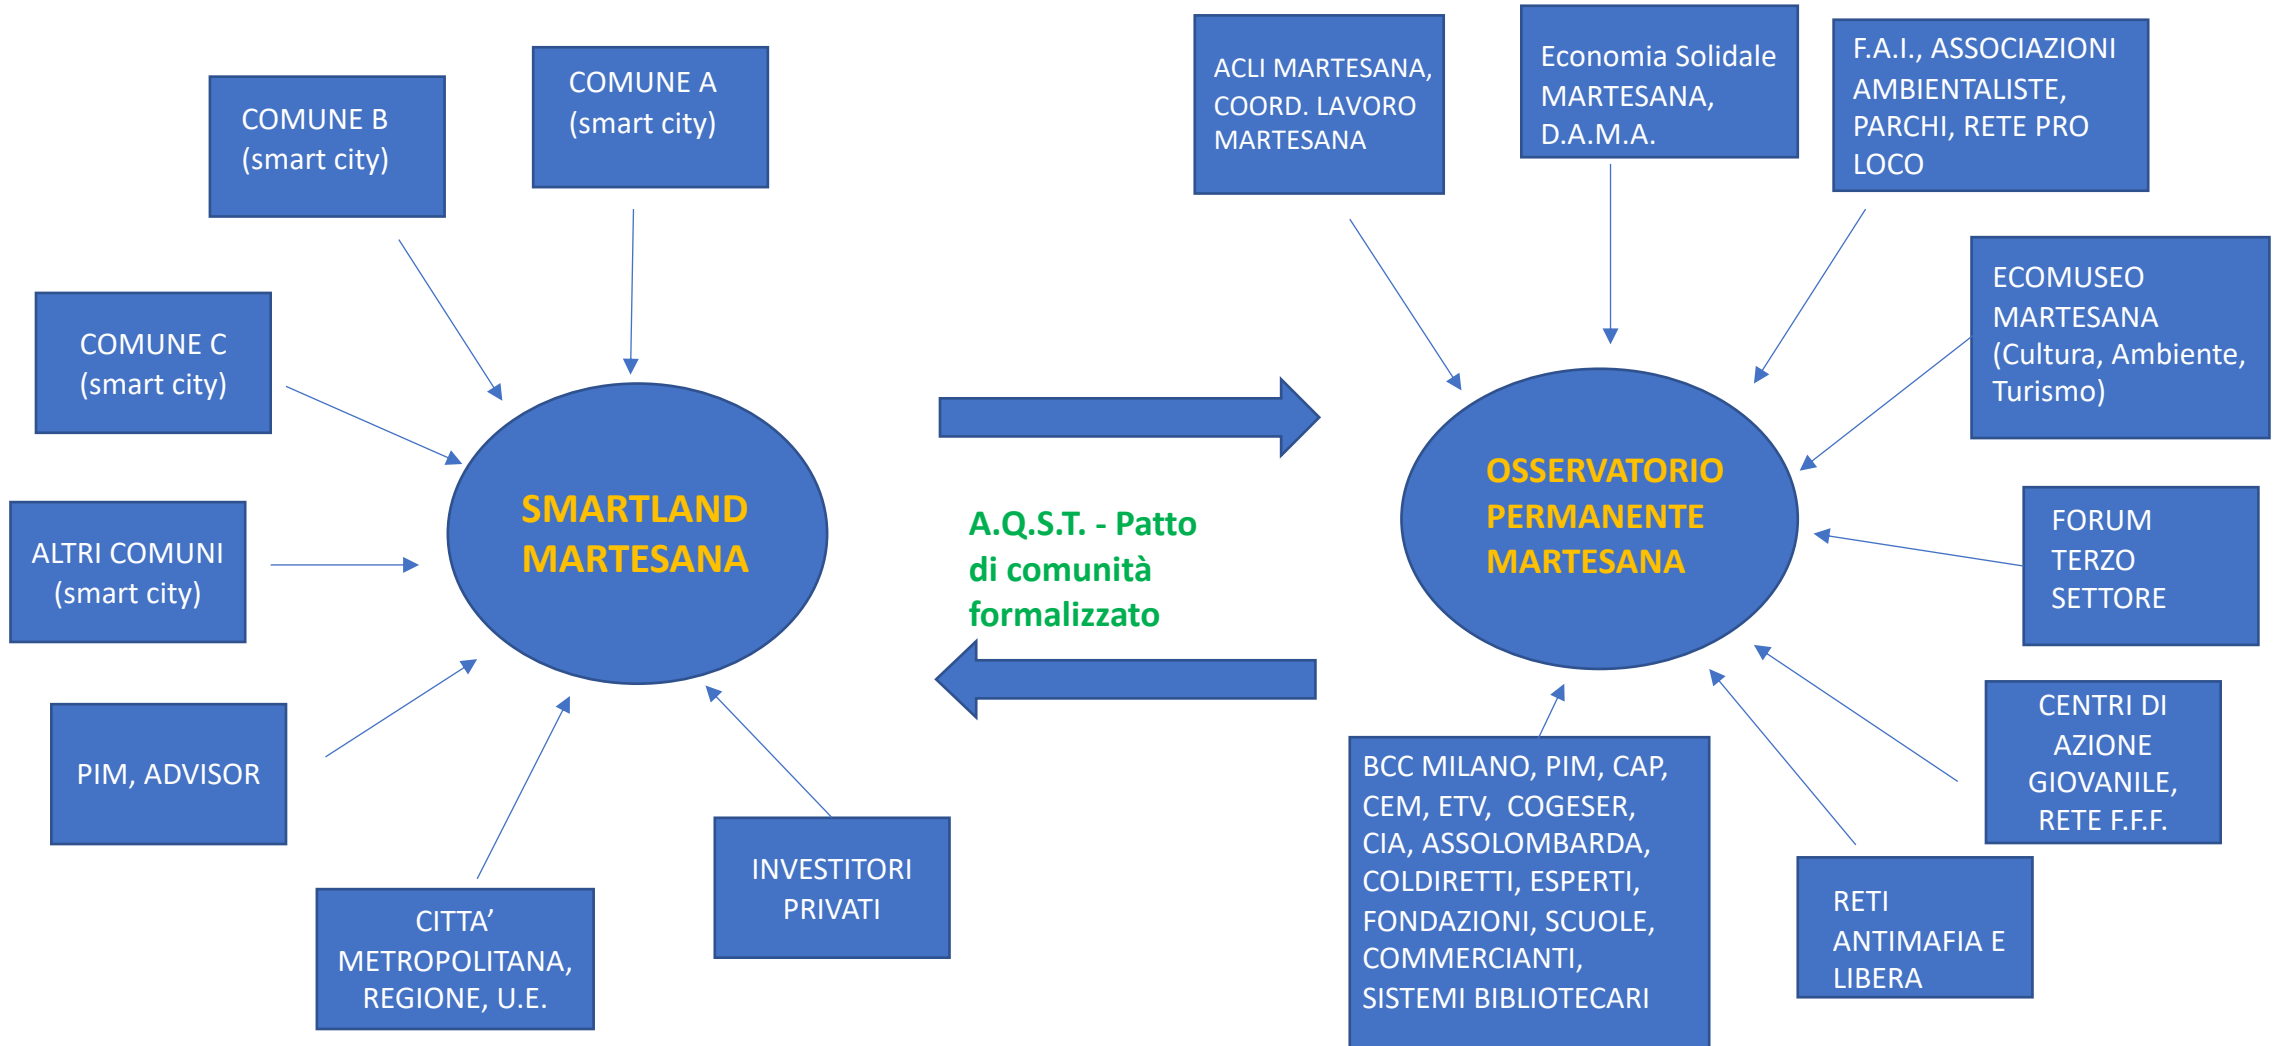 COMUNE A
(smart city)
COMUNE B
(smart city)
COMUNE C
(smart city)
ALTRI COMUNI
(smart city)
PIM, ADVISOR
CITTA’
METROPOLITANA,
REGIONE, U.E.
INVESTITORI
PRIVATI
SMARTLAND
MARTESANA
A.Q.S.T. - Patto
di comunità
formalizzato
OSSERVATORIO
PERMANENTE
MARTESANA
ACLI MARTESANA,
COORD. LAVORO
MARTESANA
Economia Solidale
MARTESANA,
D.A.M.A.
F.A.I., ASSOCIAZIONI
AMBIENTALISTE,
PARCHI, RETE PRO
LOCO
ECOMUSEO
MARTESANA
(Cultura, Ambiente,
Turismo)
FORUM
TERZO
SETTORE
CENTRI DI
AZIONE
GIOVANILE,
RETE F.F.F.
RETI
ANTIMAFIA E
LIBERA
BCC MILANO, PIM, CAP,
CEM, ETV, COGESER,
CIA, ASSOLOMBARDA,
COLDIRETTI, ESPERTI,
FONDAZIONI, SCUOLE,
COMMERCIANTI,
SISTEMI BIBLIOTECARI